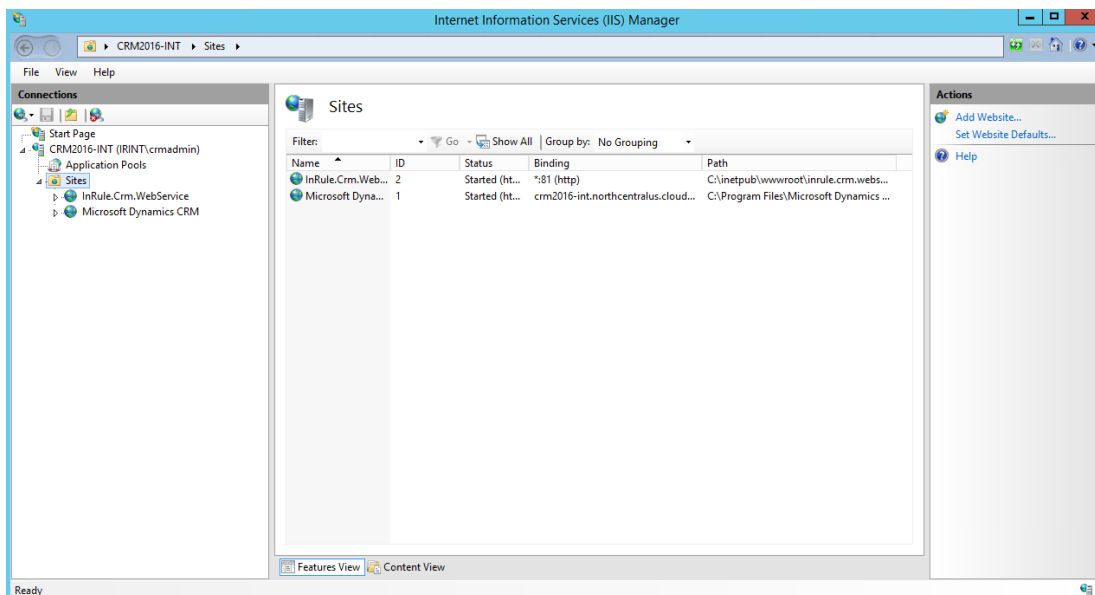 Internet Information Services (IIS) Manager
CRM2016-INT Sites
File View Help
Connections
Start Page
CRM2016-INT (IRINT\crmadmin)
Application Pools
Sites
InRule.Crm.WebService
Microsoft Dynamics CRM
Sites
Filter: Go Show All Group by: No Grouping
Name ID Status Binding Path
InRule.Crm.Web... 2 Started (ht... *:81 (http) C:\inetpub\wwwroot\inrule.crm.webs...
Microsoft Dyna... 1 Started (ht... crm2016-int.northcentralus.cloud... C:\Program Files\Microsoft Dynamics ...
Features View Content View
Actions
Add Website...
Set Website Defaults...
Help
Ready